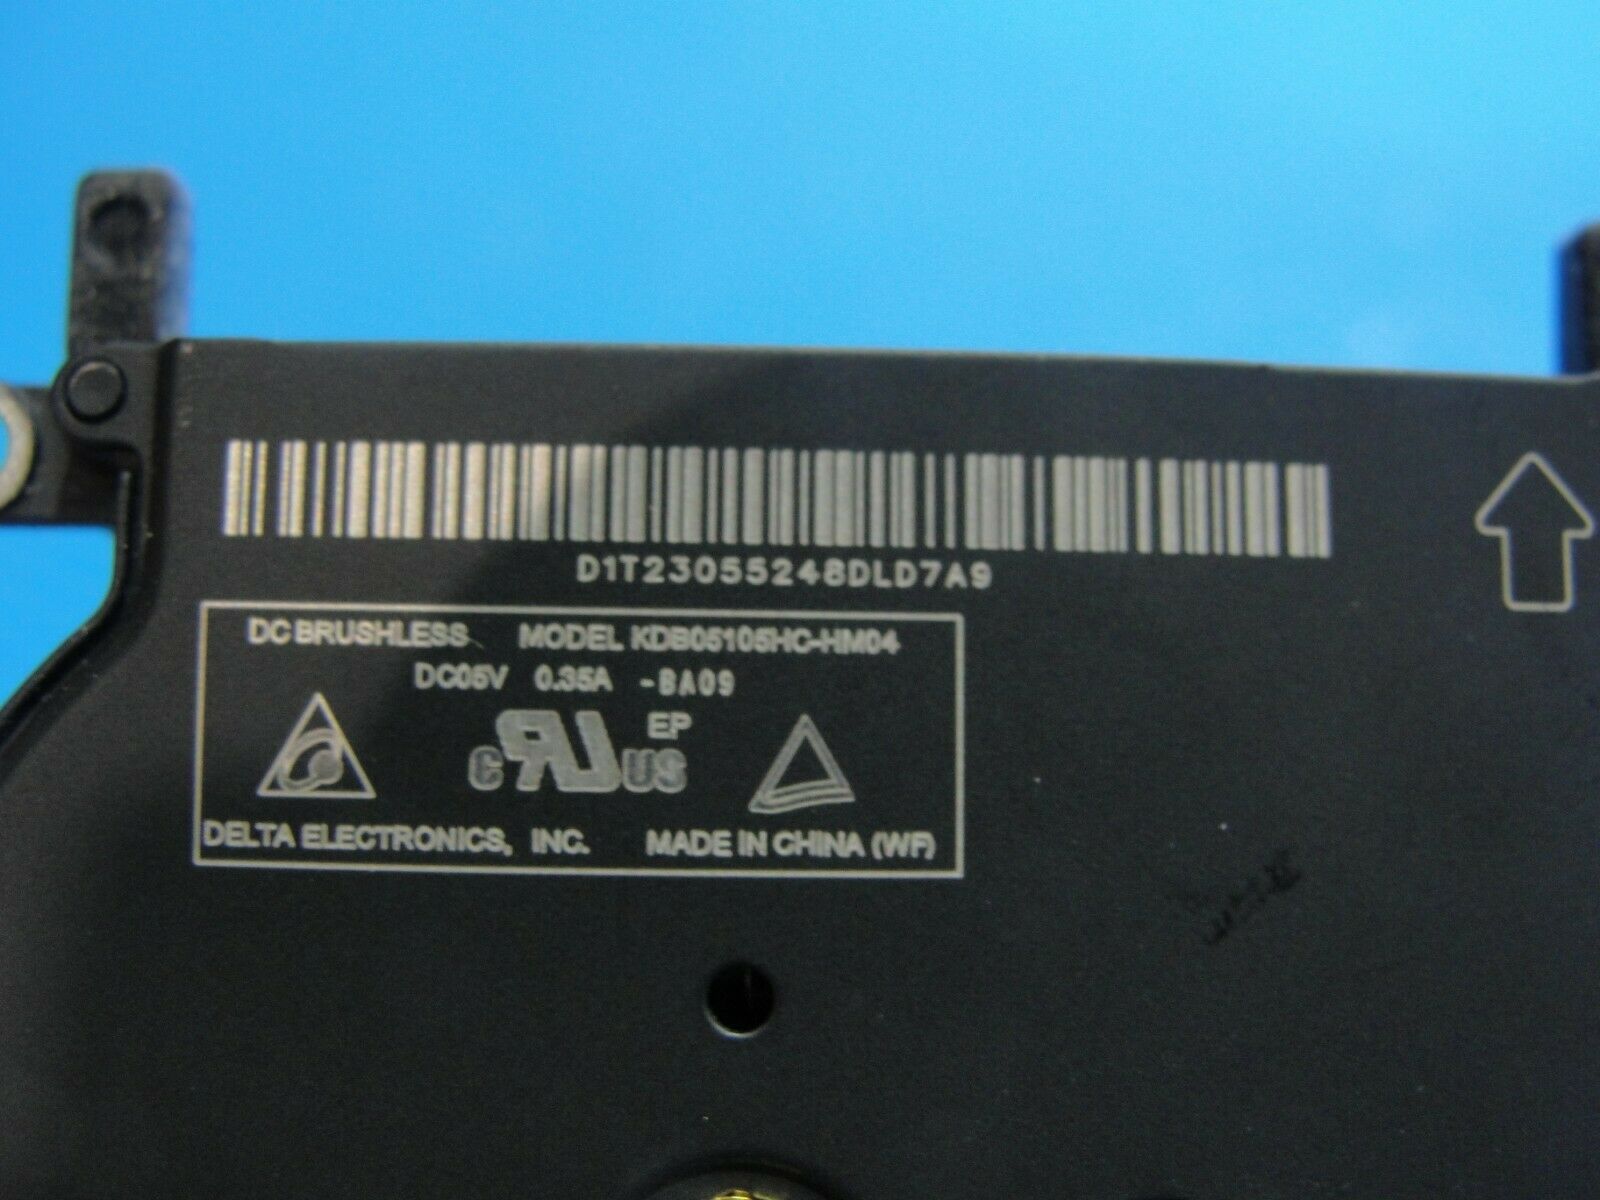 D1T23055248DLD7A9
DC BRUSHLESS MODEL KDB05105HC-HM04
DC05V 0.35A -BA09
EP
c RU US
DELTA ELECTRONICS, INC. MADE IN CHINA (WF)